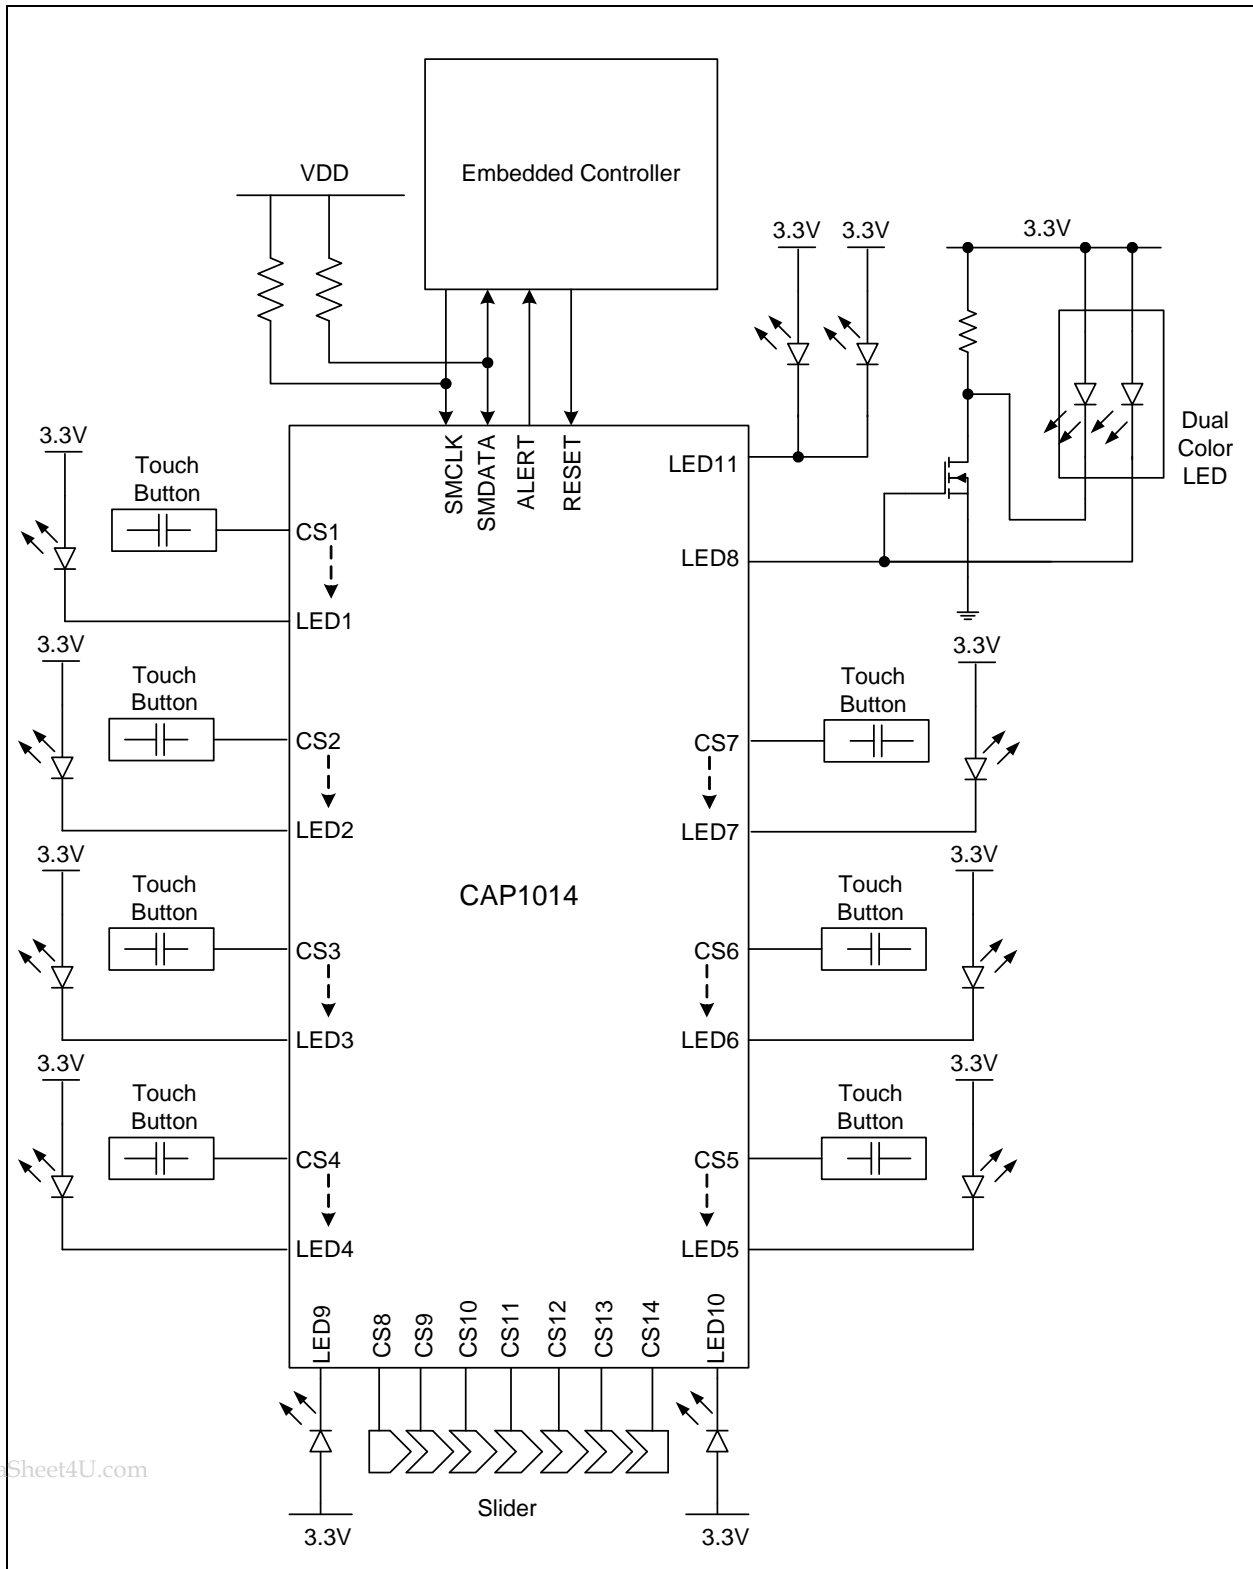 Embedded Controller
VDD
3.3V
3.3V
3.3V
Dual
Color
LED
SMCLK
SMDATA
ALERT
RESET
LED11
LED8
3.3V
Touch
Button
CS1
LED1
3.3V
Touch
Button
CS2
LED2
3.3V
Touch
Button
CS7
LED7
3.3V
Touch
Button
CS3
LED3
CAP1014
3.3V
Touch
Button
CS6
LED6
3.3V
Touch
Button
CS4
LED4
3.3V
Touch
Button
CS5
LED5
LED9
CS8
CS9
CS10
CS11
CS12
CS13
CS14
LED10
Slider
3.3V
3.3V
aSheet4U.com